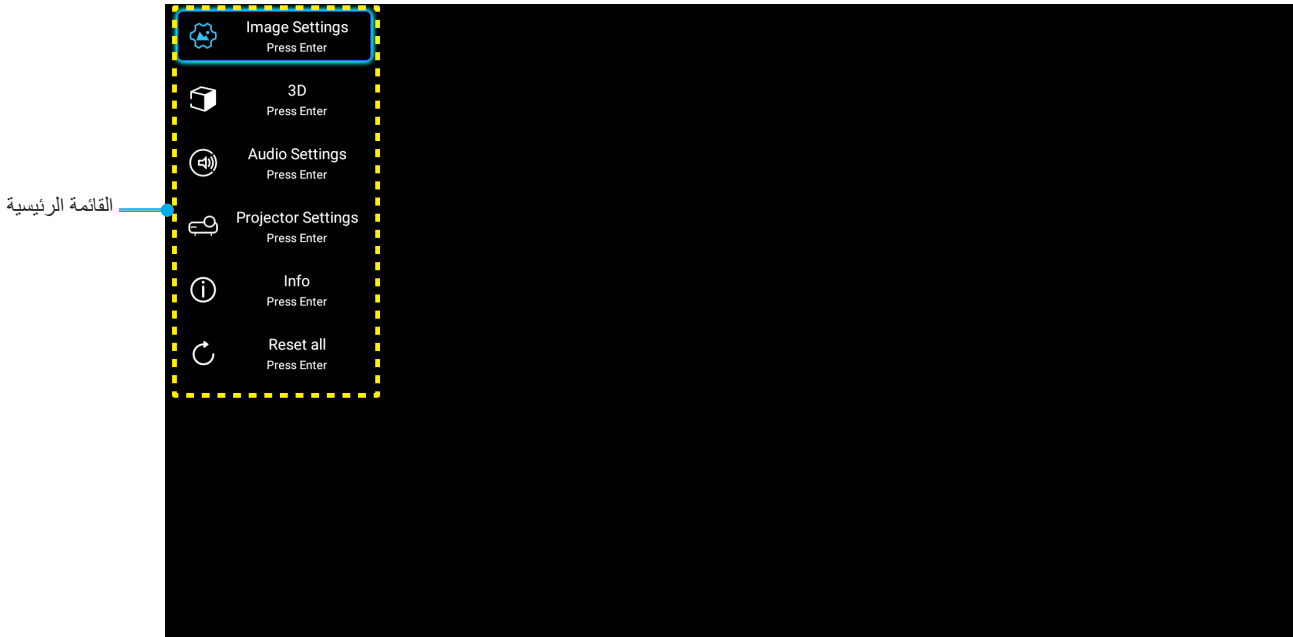 Image Settings
Press Enter
3D
Press Enter
Audio Settings
Press Enter
القائمة الرئيسية
Projector Settings
Press Enter
Info
Press Enter
Reset all
Press Enter